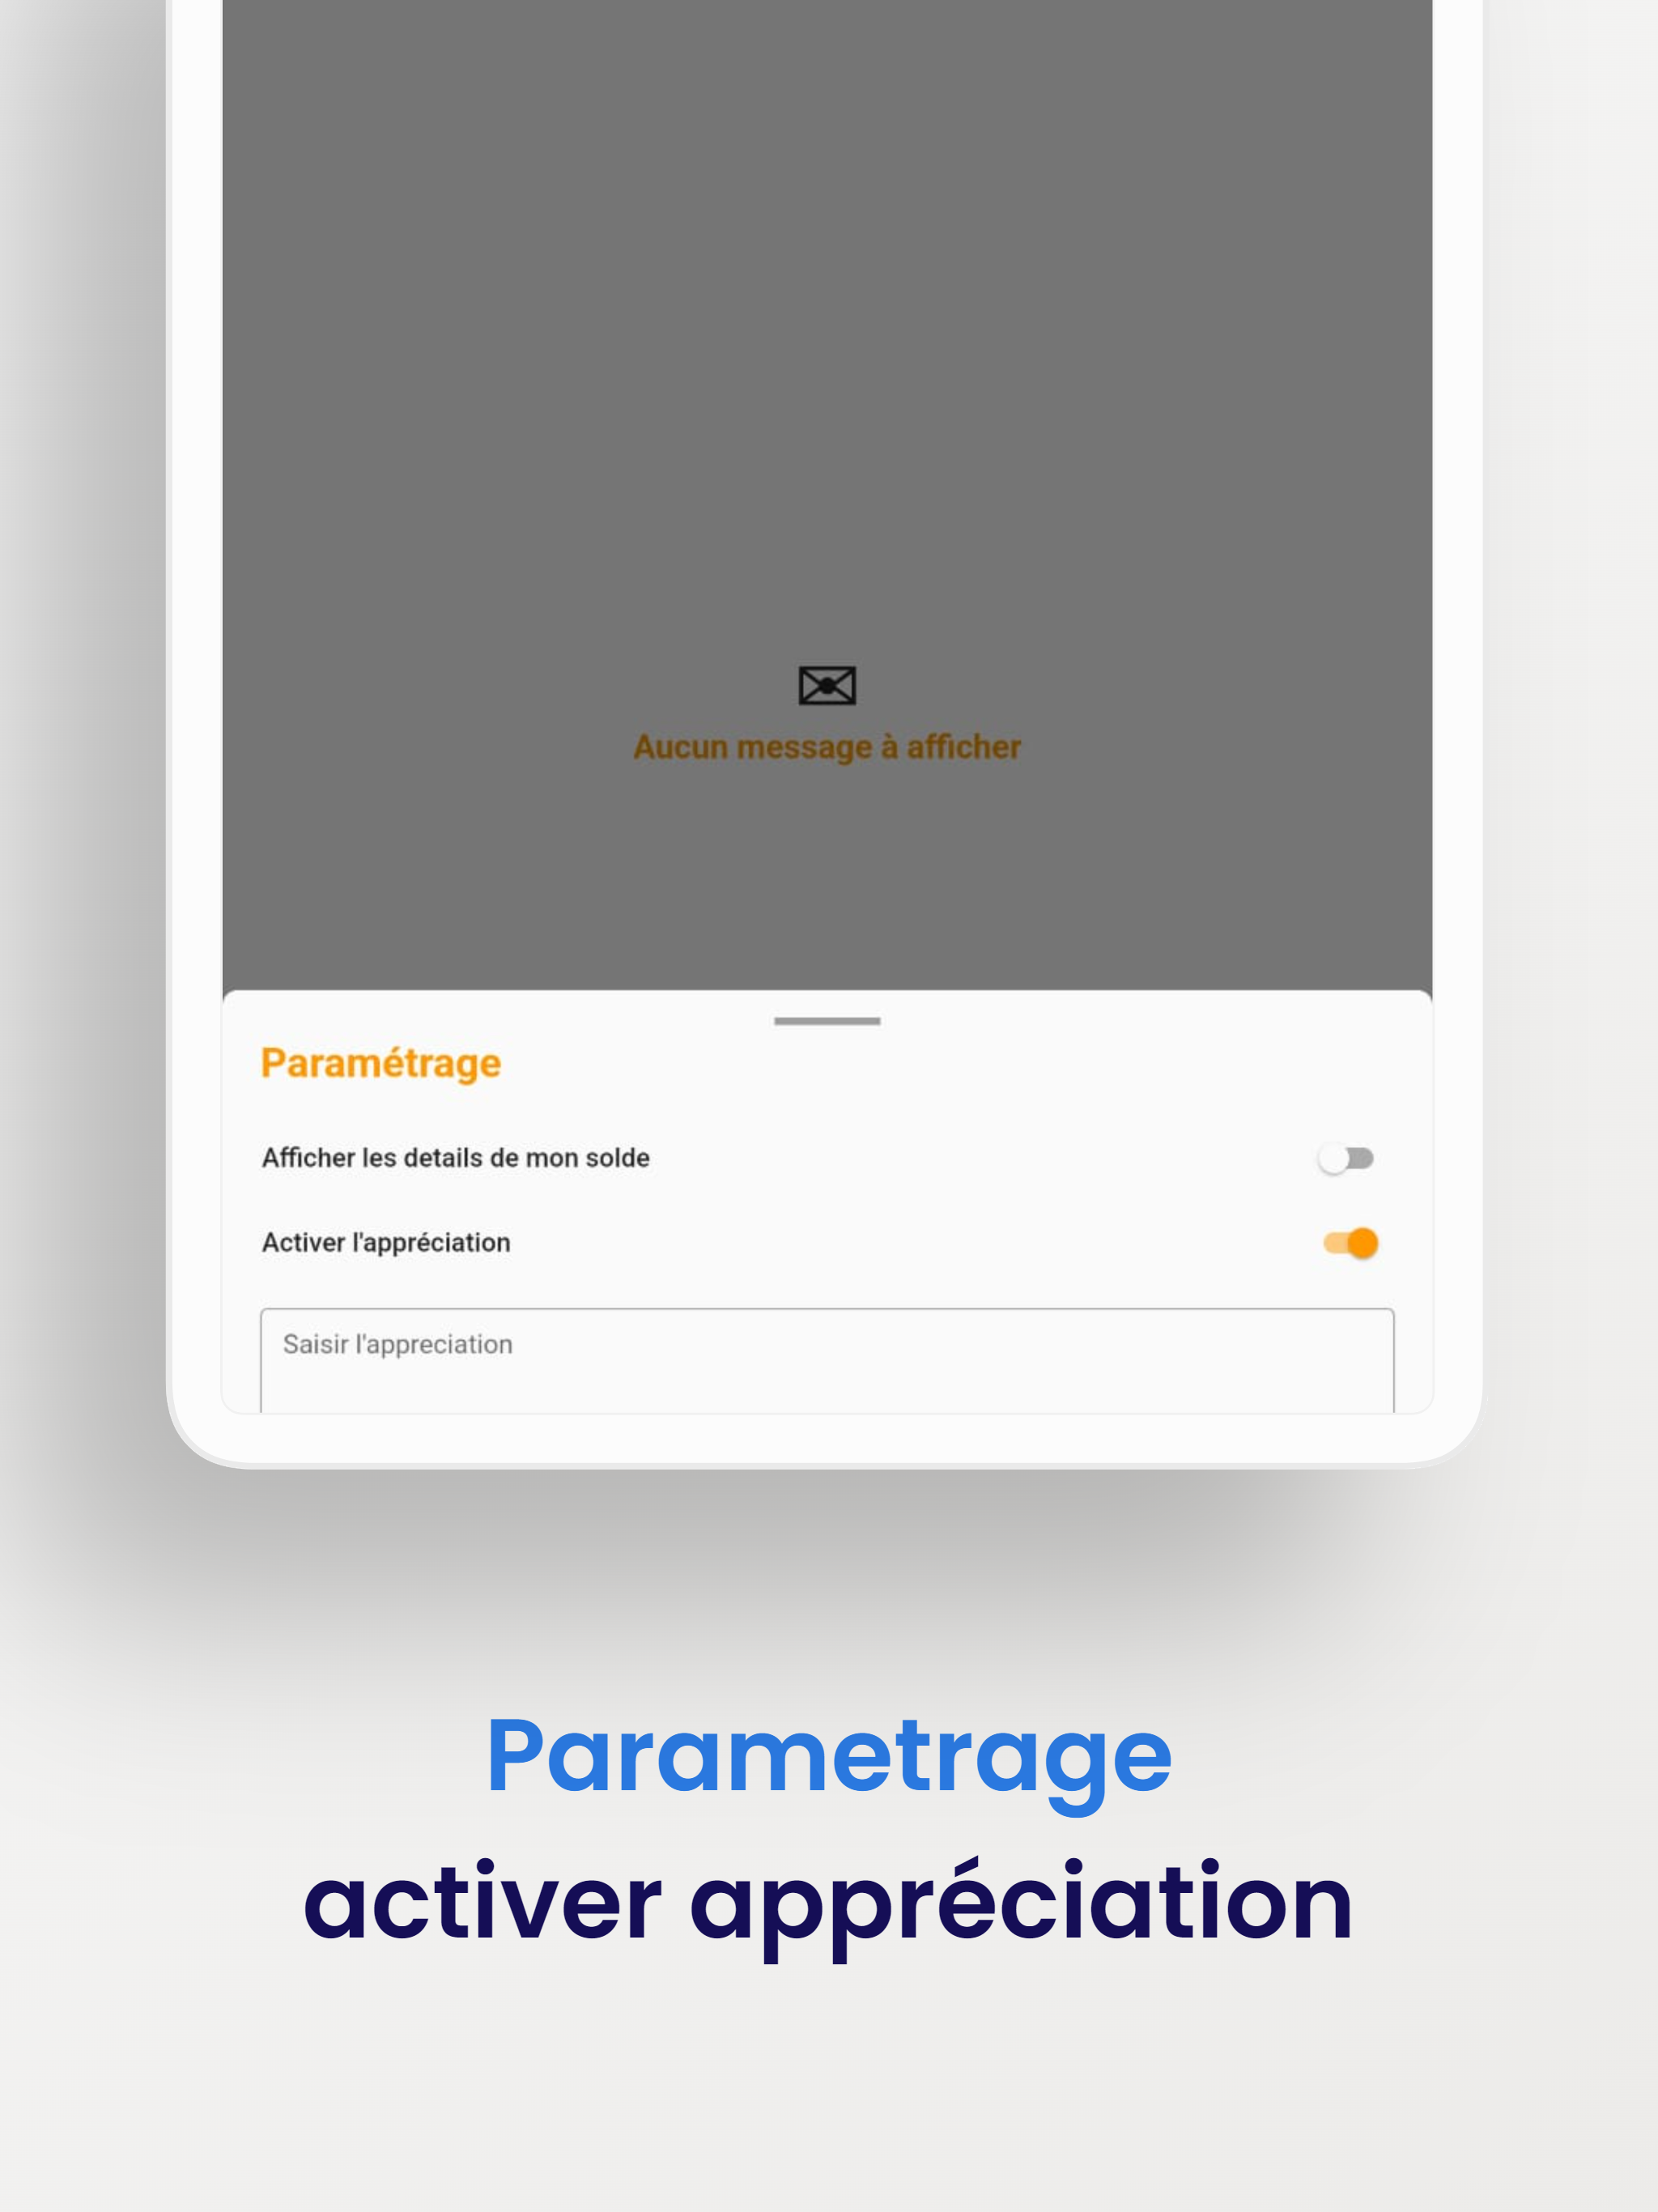 Aucun message à afficher
Paramétrage
Afficher les details de mon solde
Activer l'appréciation
Saisir l'appreciation
Parametrage
activer appréciation